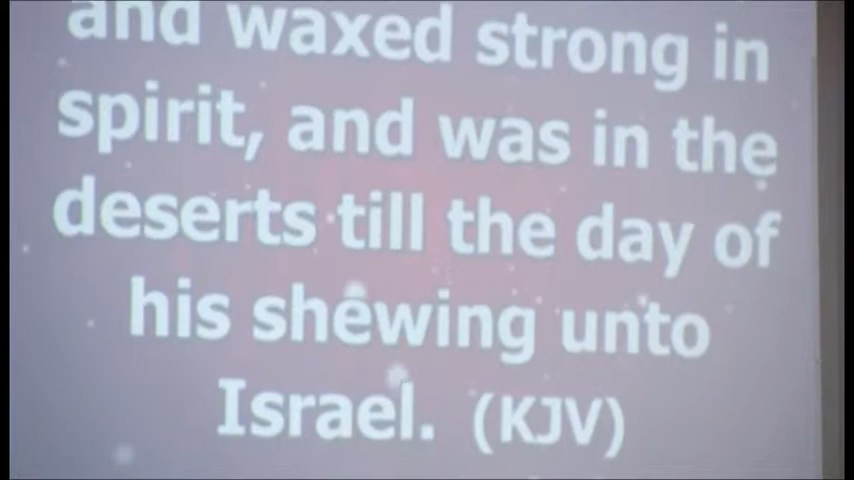 and waxed strong in
spirit, and was in the
deserts till the day of
his shewing unto
Israel. (KJV)